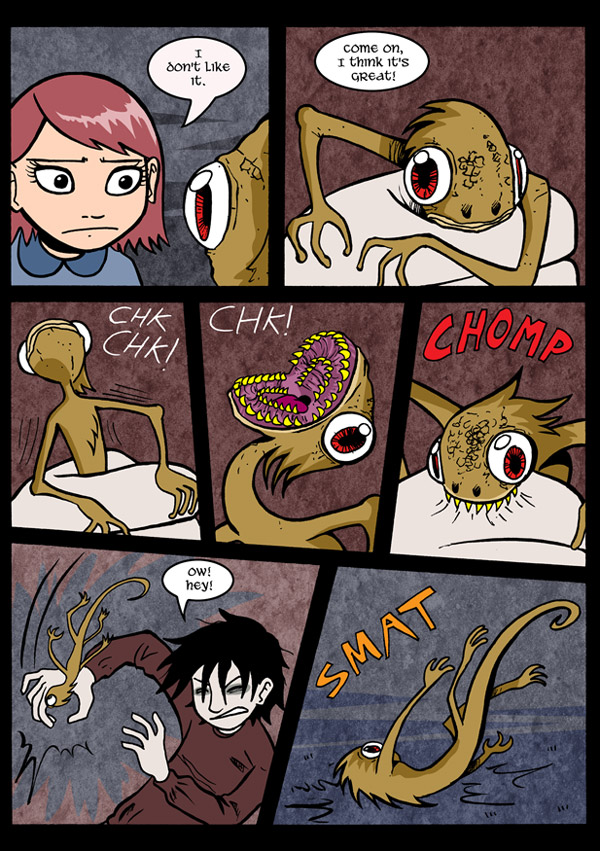 I
don't like
it.
Come on,
I think it's
great!
CHK
CHK!
CHK!
CHOMP
Ow!
Hey!
SMAT